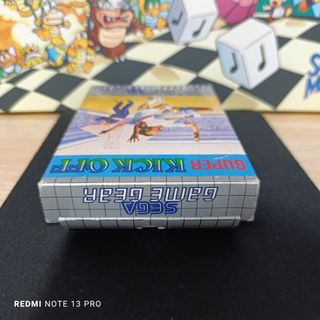 SUPER KICK OFF
SEGA
GAME GEAR
REDMI NOTE 13 PRO